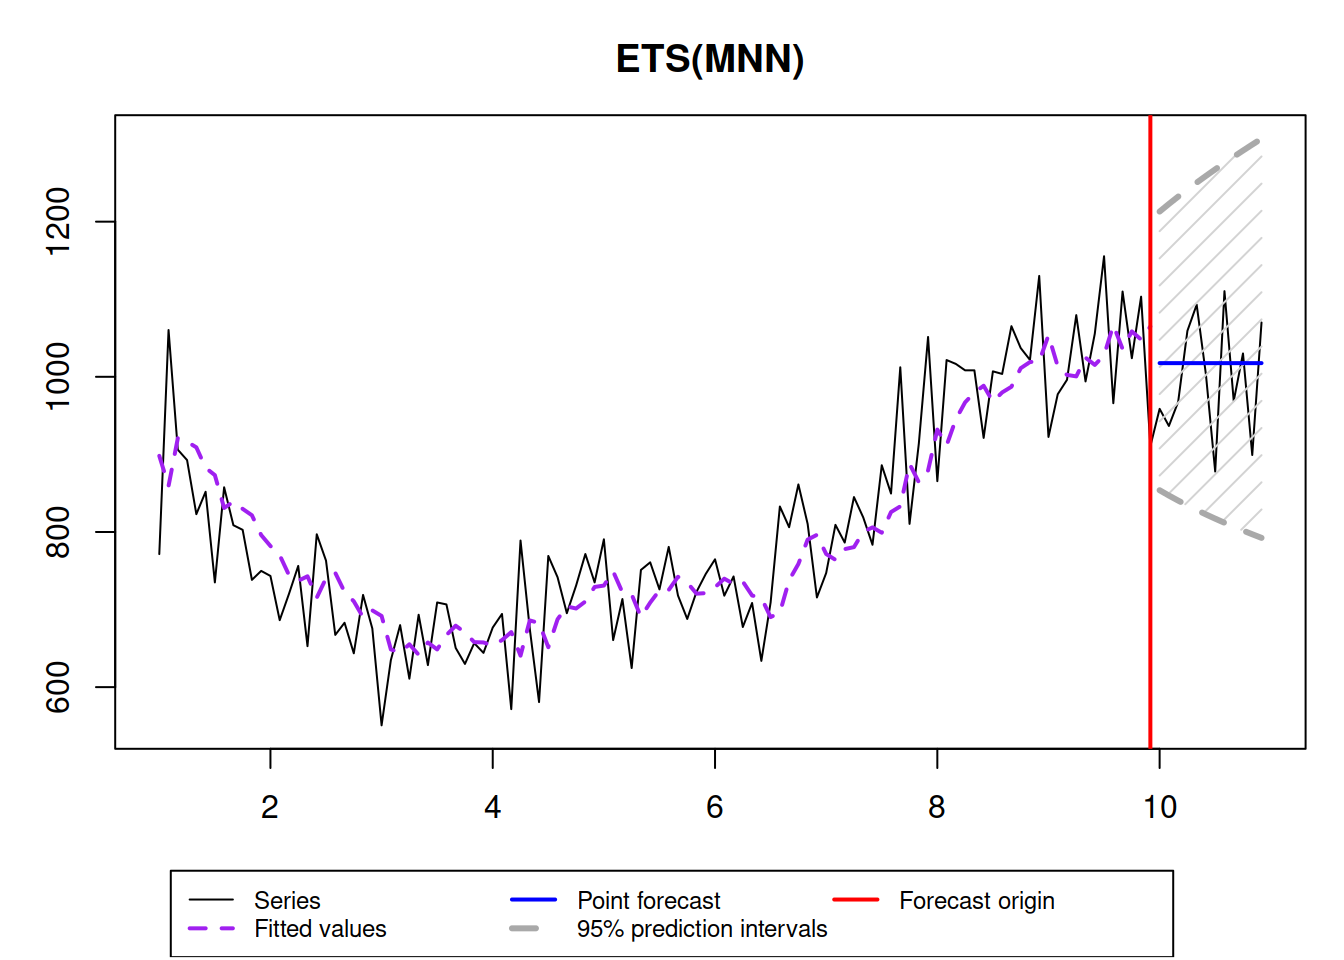 ETS(MNN)
1200
1000
800
600
2 4 6 8 10
Series Point forecast Forecast origin
Fitted values 95% prediction intervals